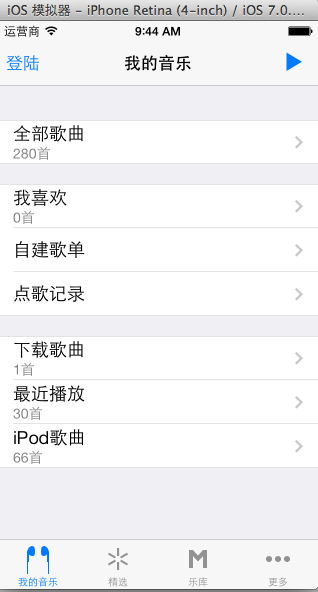 iOS 模拟器 - iPhone Retina (4-inch) / iOS 7.0....
运营商 9:44 AM
登陆 我的音乐
全部歌曲
280首
我喜欢
0首
自建歌单
点歌记录
下载歌曲
1首
最近播放
30首
iPod歌曲
66首
我的音乐 精选 乐库 更多